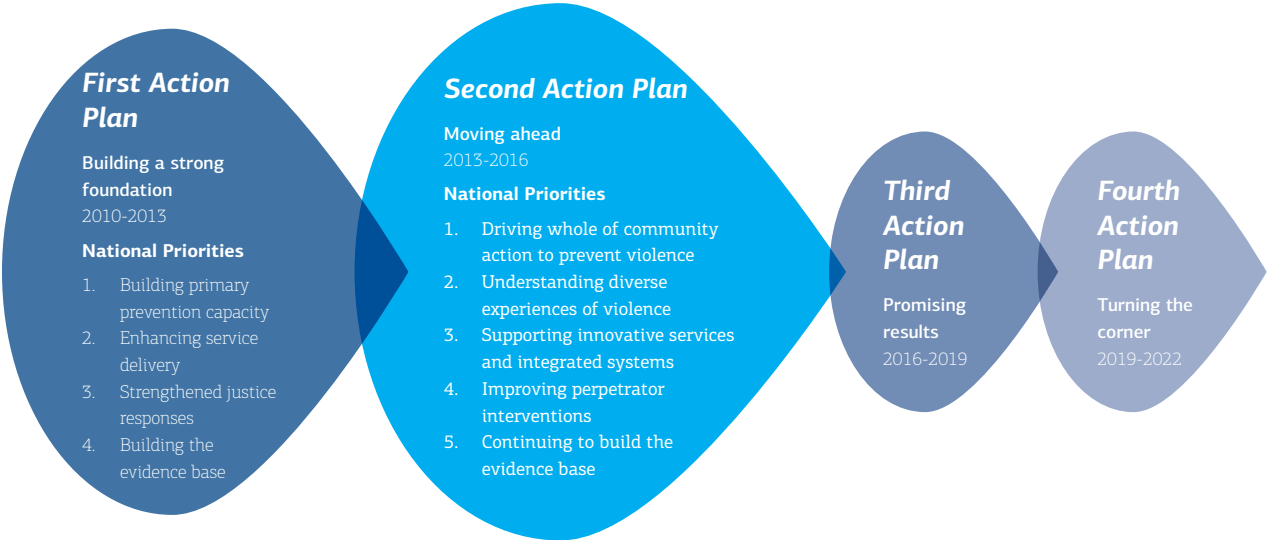 First Action
Plan
Building a strong
foundation
2010-2013
National Priorities
1. Building primary
prevention capacity
2. Enhancing service
delivery
3. Strengthened justice
responses
4. Building the
evidence base
Second Action Plan
Moving ahead
2013-2016
National Priorities
1. Driving whole of community
action to prevent violence
2. Understanding diverse
experiences of violence
3. Supporting innovative services
and integrated systems
4. Improving perpetrator
interventions
5. Continuing to build the
evidence base
Third
Action
Plan
Promising
results
2016-2019
Fourth
Action
Plan
Turning the
corner
2019-2022